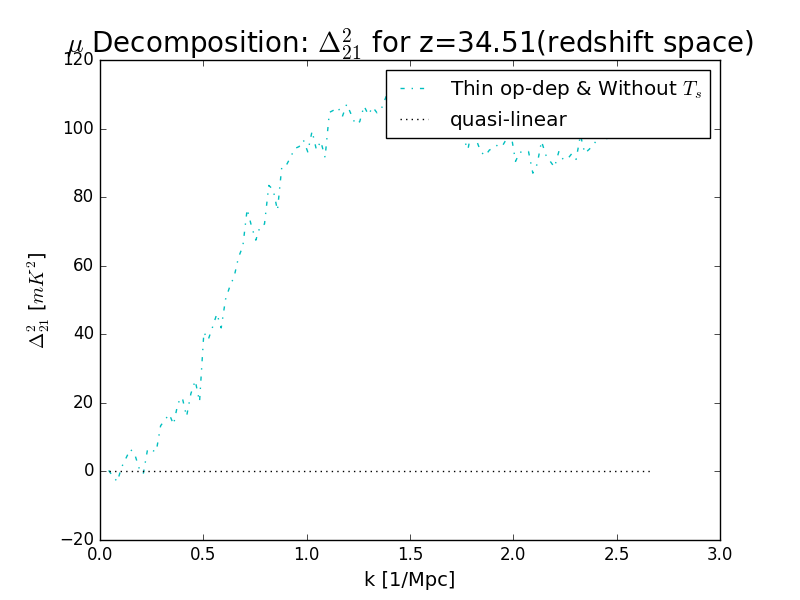 μ Decomposition: Δ²₂₁ for z=34.51(redshift space)
120
100
80
60
40
20
0
−20
Δ²₂₁ [mK²]
Thin op-dep & Without Tₛ
quasi-linear
0.0 0.5 1.0 1.5 2.0 2.5 3.0
k [1/Mpc]